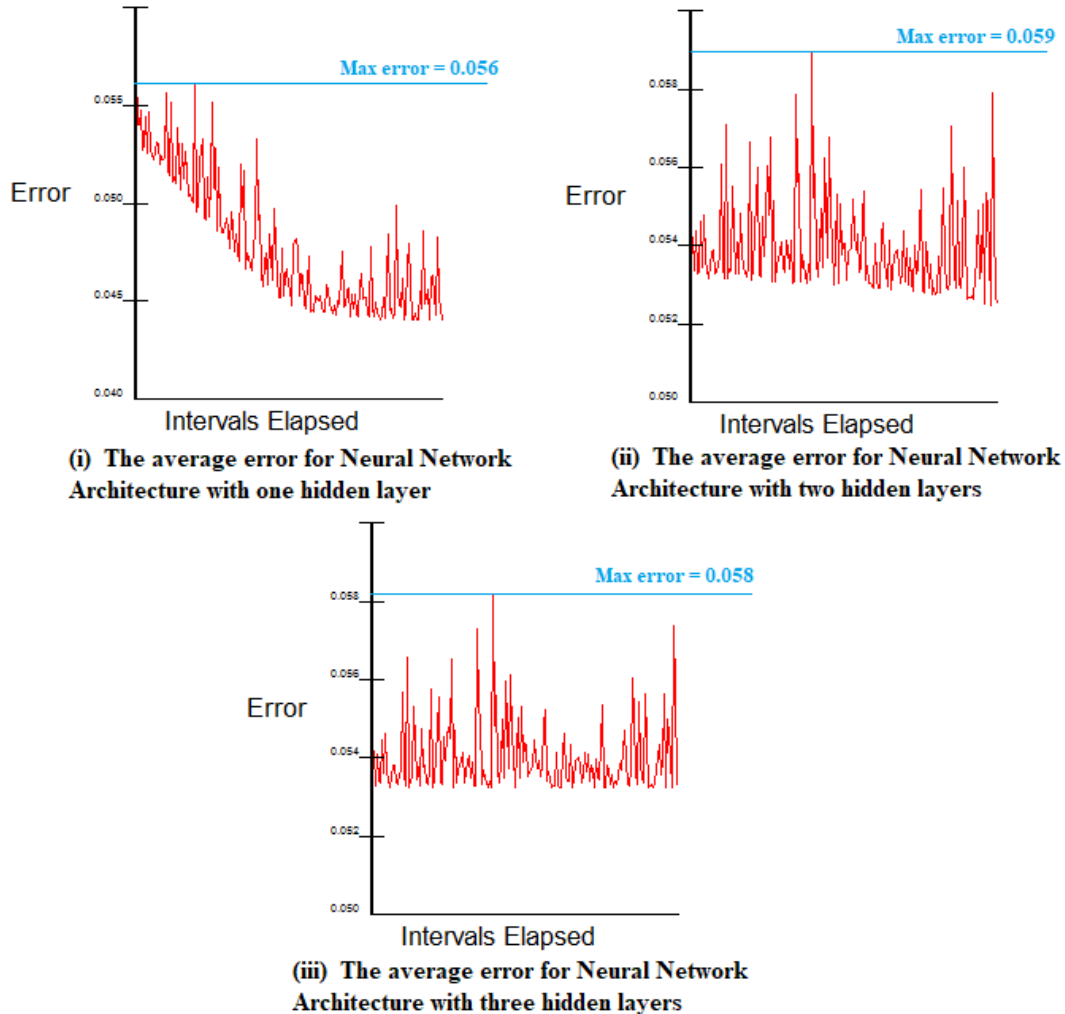 Max error = 0.056
0.055
0.050
Error
0.045
0.040
Intervals Elapsed
(i) The average error for Neural Network
Architecture with one hidden layer
Max error = 0.059
0.058
0.056
Error
0.054
0.052
0.050
Intervals Elapsed
(ii) The average error for Neural Network
Architecture with two hidden layers
Max error = 0.058
0.058
0.056
Error
0.054
0.052
0.050
Intervals Elapsed
(iii) The average error for Neural Network
Architecture with three hidden layers